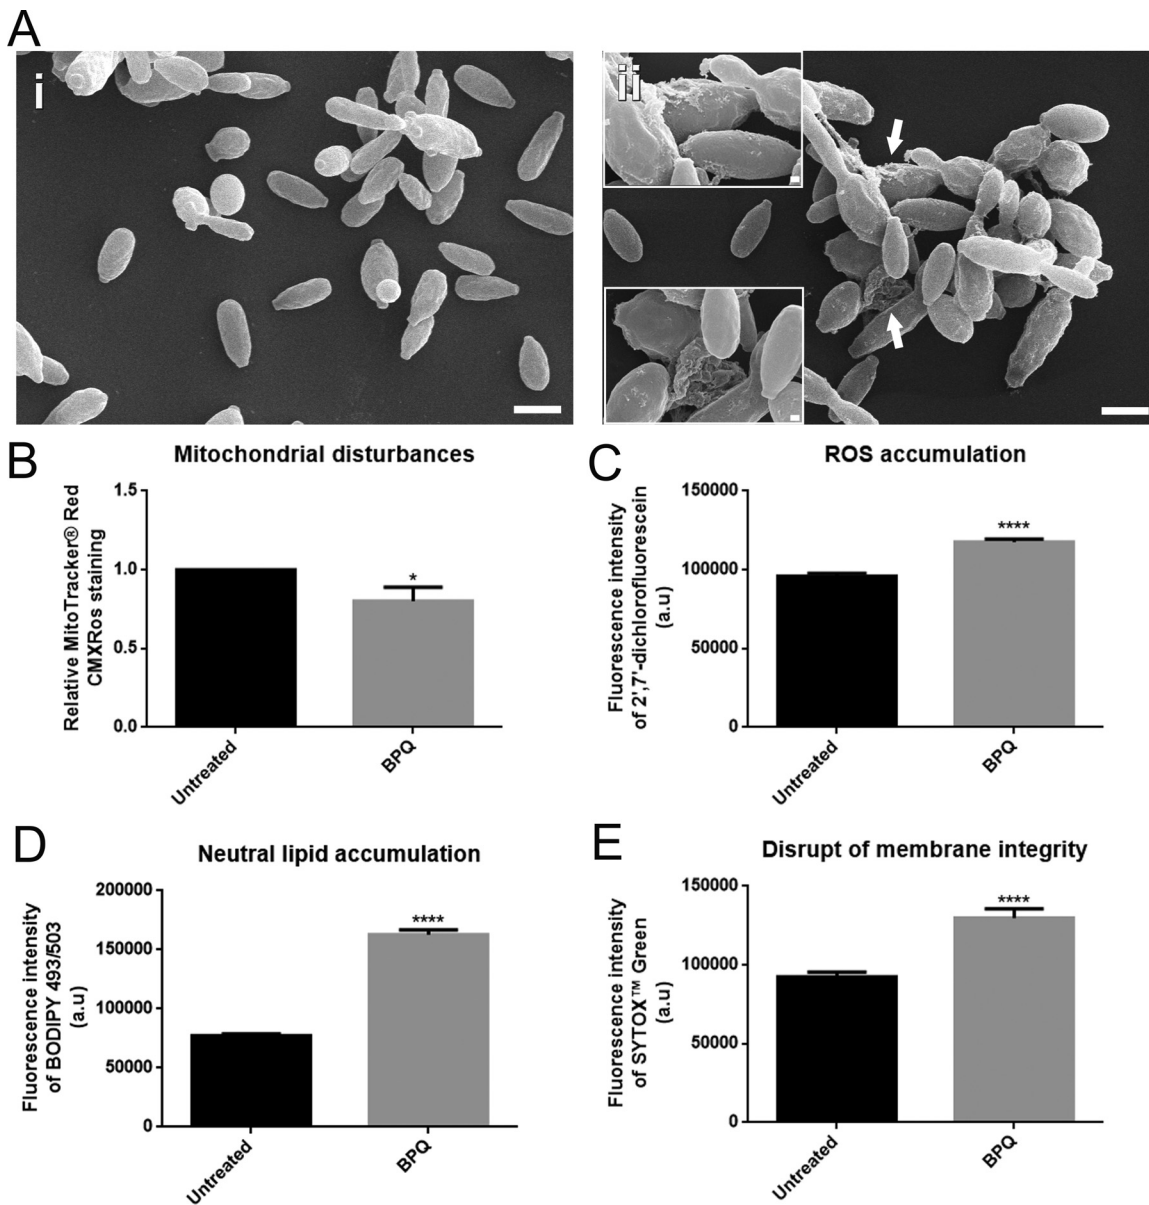 A
i
ii
B
Mitochondrial disturbances
Relative MitoTracker® Red
CMXRos staining
1.5
1.0
0.5
0.0
*
Untreated
BPQ
C
ROS accumulation
Fluorescence intensity
of 2',7'-dichlorofluorescein
(a.u)
150000
100000
50000
0
****
Untreated
BPQ
D
Neutral lipid accumulation
Fluorescence intensity
of BODIPY 493/503
(a.u)
200000
150000
100000
50000
0
****
Untreated
BPQ
E
Disrupt of membrane integrity
Fluorescence intensity
of SYTOX™ Green
(a.u)
150000
100000
50000
0
****
Untreated
BPQ